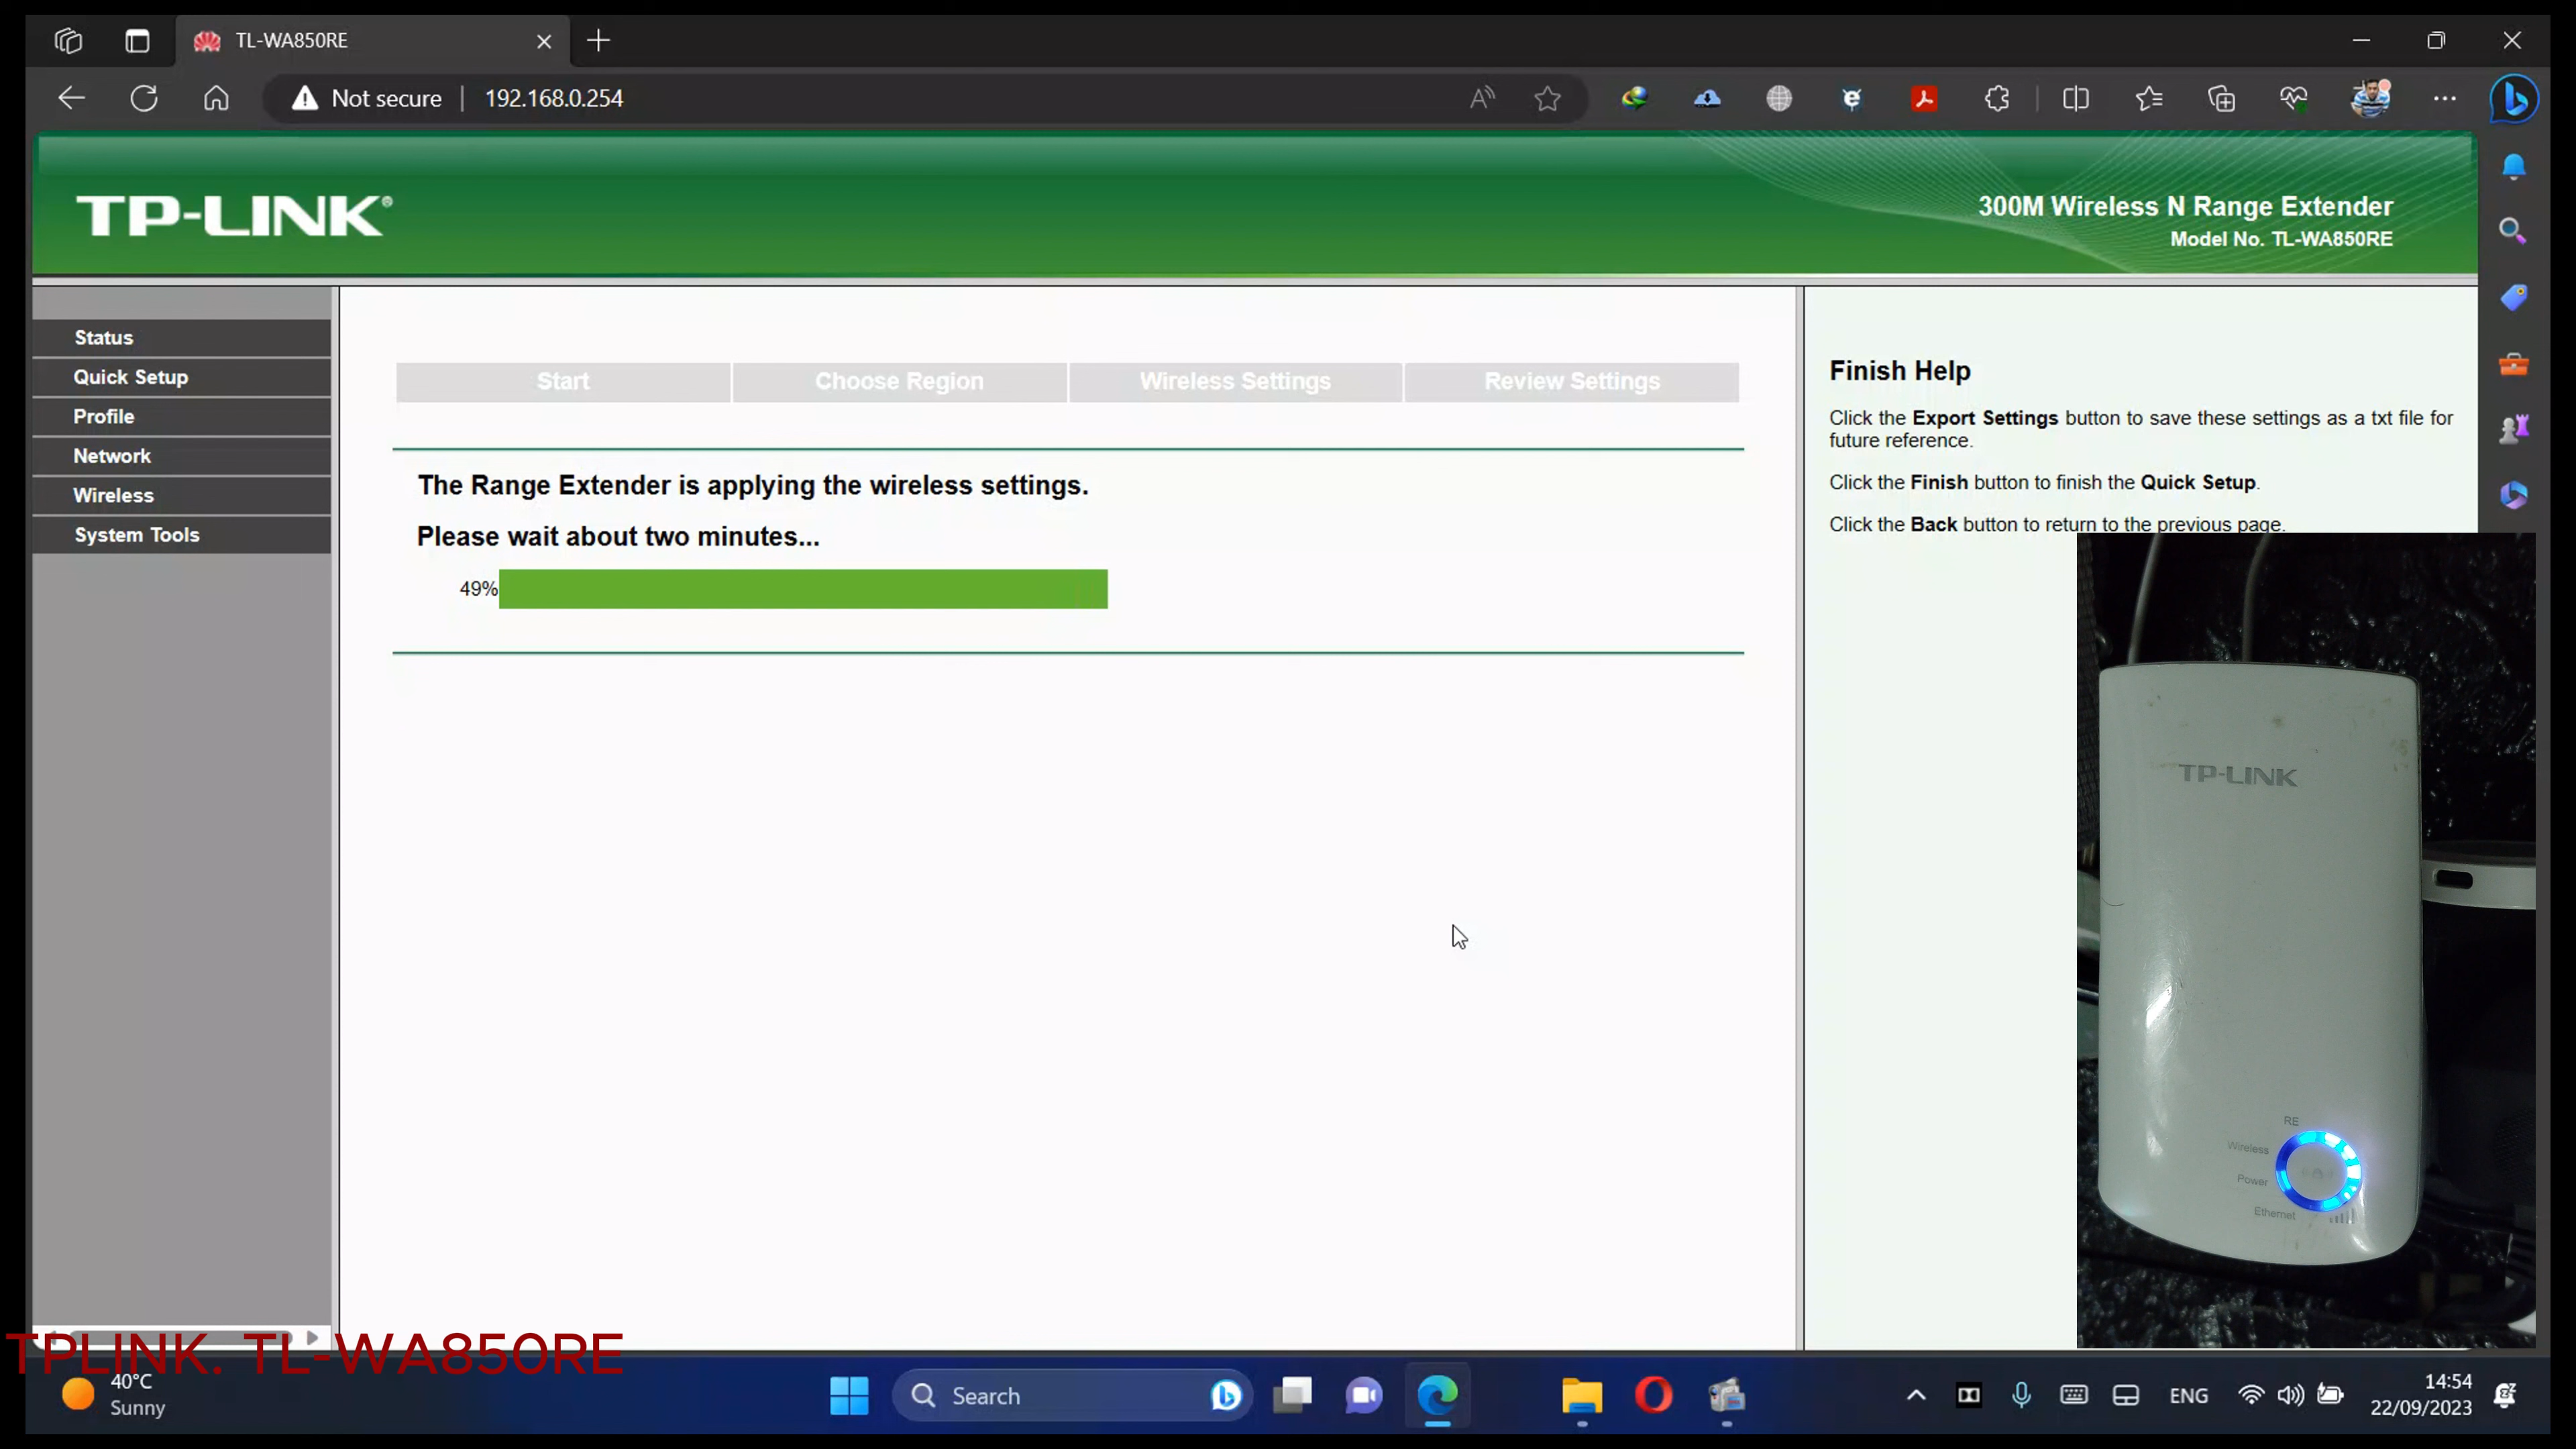 TL-WA850RE
Not secure
192.168.0.254
TP-LINK®
300M Wireless N Range Extender
Model No. TL-WA850RE
Status
Quick Setup
Profile
Network
Wireless
System Tools
Start
Choose Region
Wireless Settings
Review Settings
The Range Extender is applying the wireless settings.
Please wait about two minutes...
49%
Finish Help
Click the Export Settings button to save these settings as a txt file for
future reference.
Click the Finish button to finish the Quick Setup.
Click the Back button to return to the previous page.
TP-LINK
RE
Wireless
Power
Ethernet
TPLINK. TL-WA850RE
40°C
Sunny
Search
ENG
14:54
22/09/2023